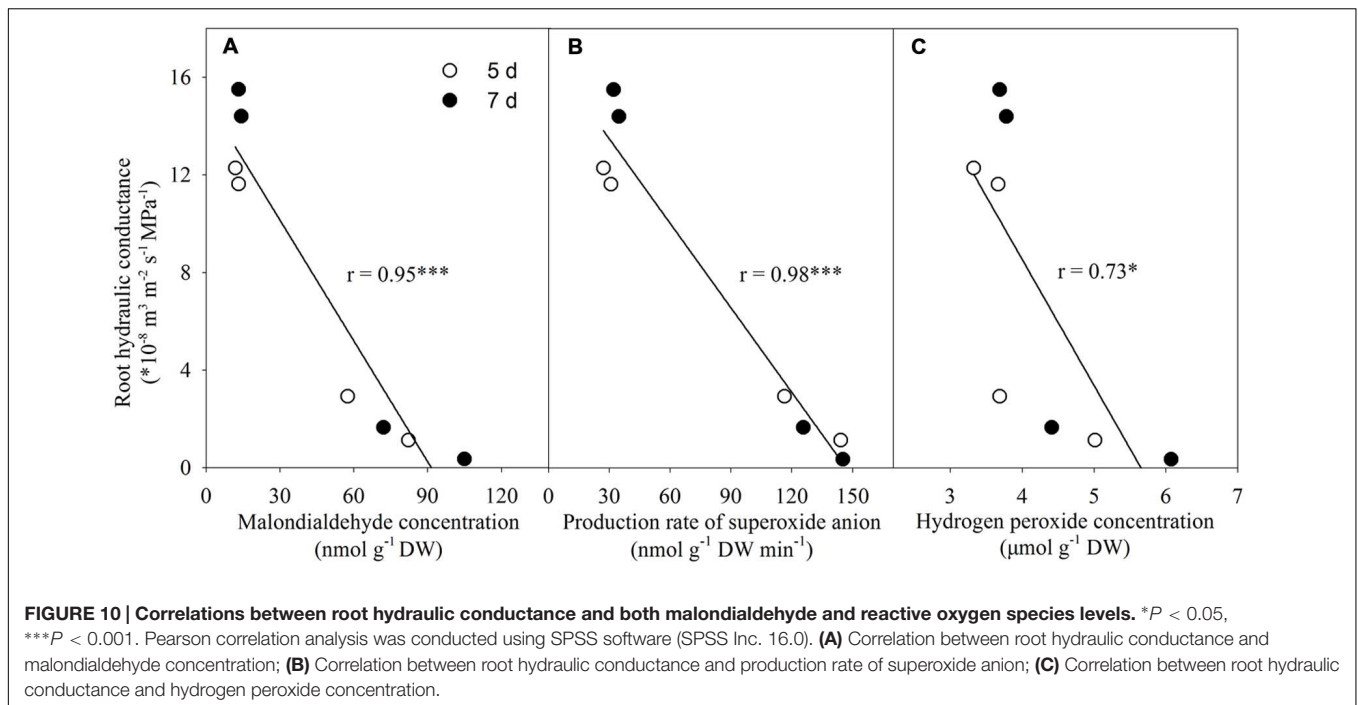 A
B
C
5 d
7 d
16
12
8
4
0
Root hydraulic conductance
(*10⁻⁸ m³ m⁻² s⁻¹ MPa⁻¹)
r = 0.95***
r = 0.98***
r = 0.73*
0 30 60 90 120
0 30 60 90 120 150
3 4 5 6 7
Malondialdehyde concentration
(nmol g⁻¹ DW)
Production rate of superoxide anion
(nmol g⁻¹ DW min⁻¹)
Hydrogen peroxide concentration
(μmol g⁻¹ DW)
FIGURE 10 | Correlations between root hydraulic conductance and both malondialdehyde and reactive oxygen species levels. *P < 0.05,
***P < 0.001. Pearson correlation analysis was conducted using SPSS software (SPSS Inc. 16.0). (A) Correlation between root hydraulic conductance and
malondialdehyde concentration; (B) Correlation between root hydraulic conductance and production rate of superoxide anion; (C) Correlation between root hydraulic
conductance and hydrogen peroxide concentration.